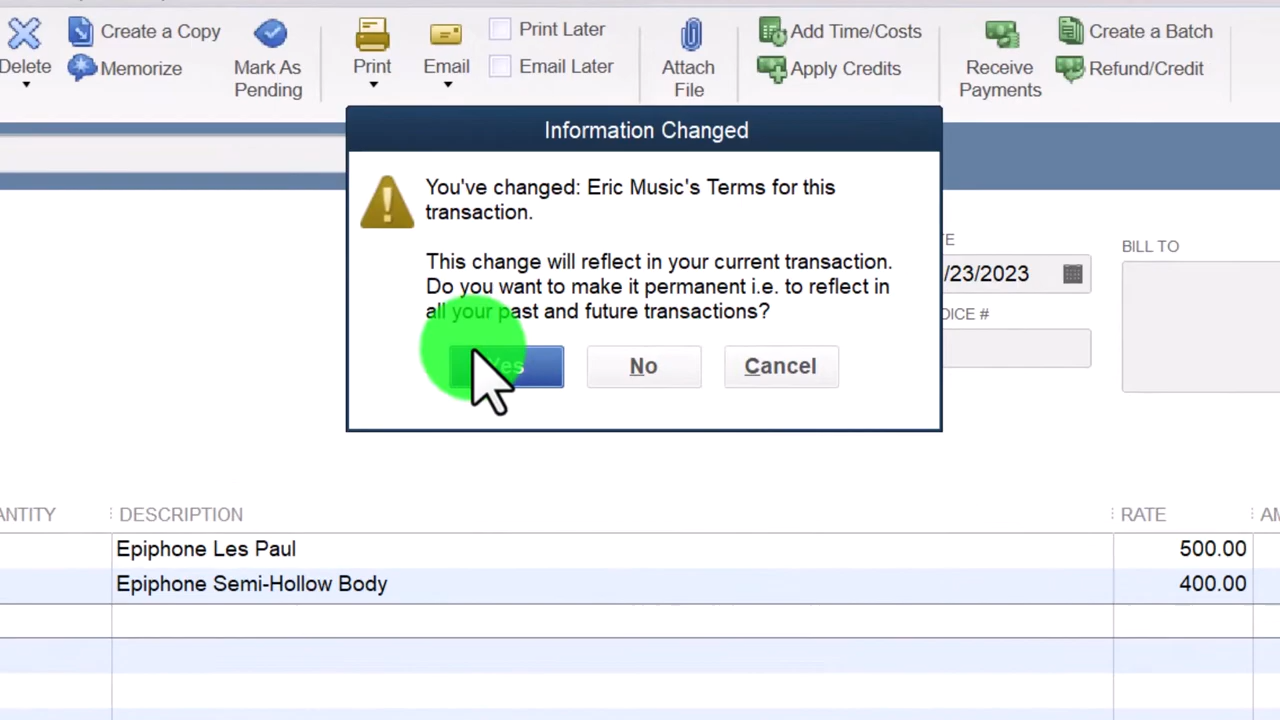 Delete
Create a Copy
Memorize
Mark As
Pending
Print
Email
Print Later
Email Later
Attach
File
Add Time/Costs
Apply Credits
Receive
Payments
Create a Batch
Refund/Credit
Information Changed
You've changed: Eric Music's Terms for this
transaction.
This change will reflect in your current transaction.
Do you want to make it permanent i.e. to reflect in
all your past and future transactions?
Yes
No
Cancel
TE
/23/2023
OICE #
BILL TO
ANTITY
DESCRIPTION
RATE
AM
Epiphone Les Paul
500.00
Epiphone Semi-Hollow Body
400.00